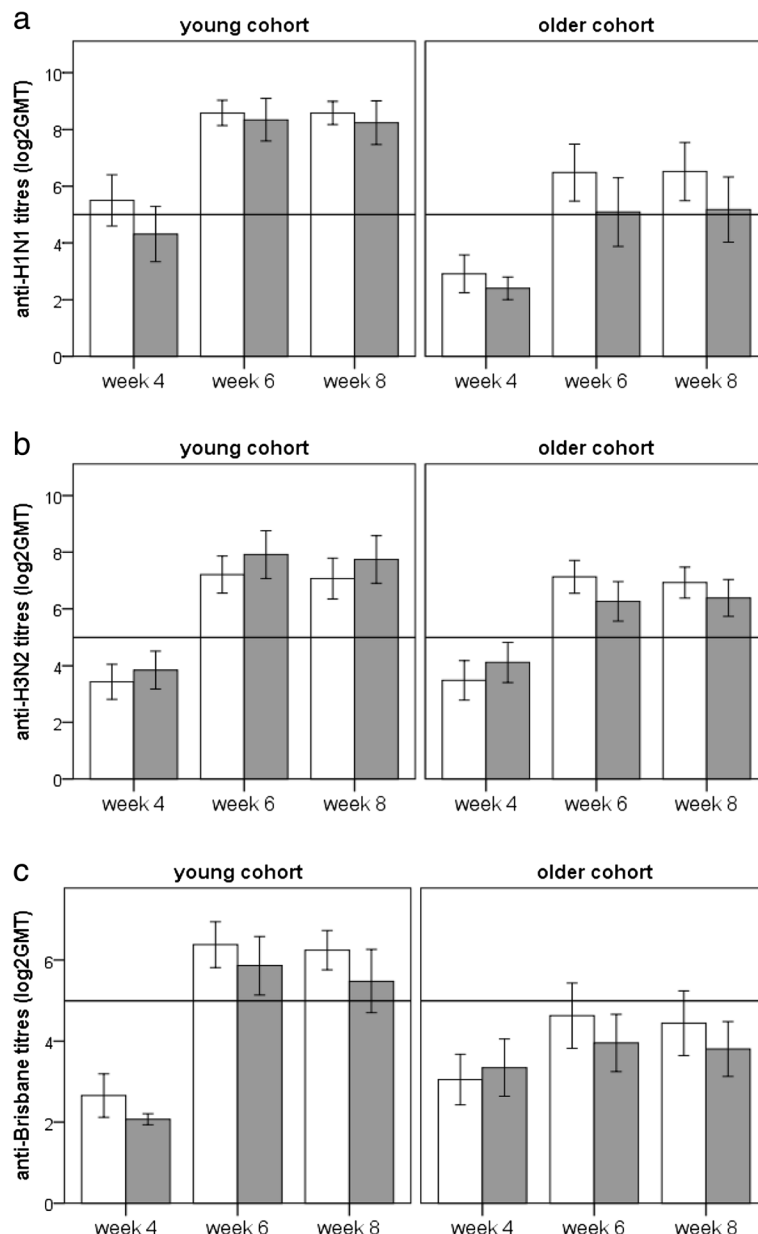 a
young cohort older cohort
anti-H1N1 titres (log2GMT)
10
8
6
4
2
0
week 4 week 6 week 8 week 4 week 6 week 8
b
young cohort older cohort
anti-H3N2 titres (log2GMT)
10
8
6
4
2
0
week 4 week 6 week 8 week 4 week 6 week 8
c
young cohort older cohort
anti-Brisbane titres (log2GMT)
6
4
2
0
week 4 week 6 week 8 week 4 week 6 week 8